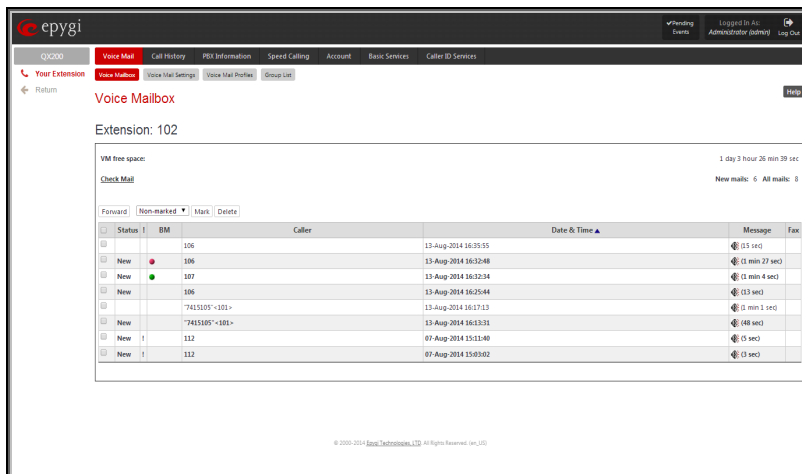 epygi
Pending Events
Logged In As:
Administrator (admin)
Log Out
QX200
Voice Mail Call History PBX Information Speed Calling Account Basic Services Caller ID Services
Your Extension
Voice Mailbox Voice Mail Settings Voice Mail Profiles Group List
Return
Voice Mailbox
Help
Extension: 102
VM free space: 1 day 3 hour 26 min 39 sec
Check Mail New mails: 6 All mails: 8
Forward Non-marked Mark Delete
Status ! BM Caller Date & Time Message Fax
106 13-Aug-2014 16:35:55 (15 sec)
New 106 13-Aug-2014 16:32:48 (1 min 27 sec)
New 107 13-Aug-2014 16:32:34 (1 min 4 sec)
New 106 13-Aug-2014 16:25:44 (13 sec)
"7415105"<101> 13-Aug-2014 16:17:13 (1 min 1 sec)
New "7415105"<101> 13-Aug-2014 16:13:31 (48 sec)
New ! 112 07-Aug-2014 15:11:40 (5 sec)
New ! 112 07-Aug-2014 15:03:02 (3 sec)
© 2000-2014 Epygi Technologies, LTD. All Rights Reserved. (en_US)